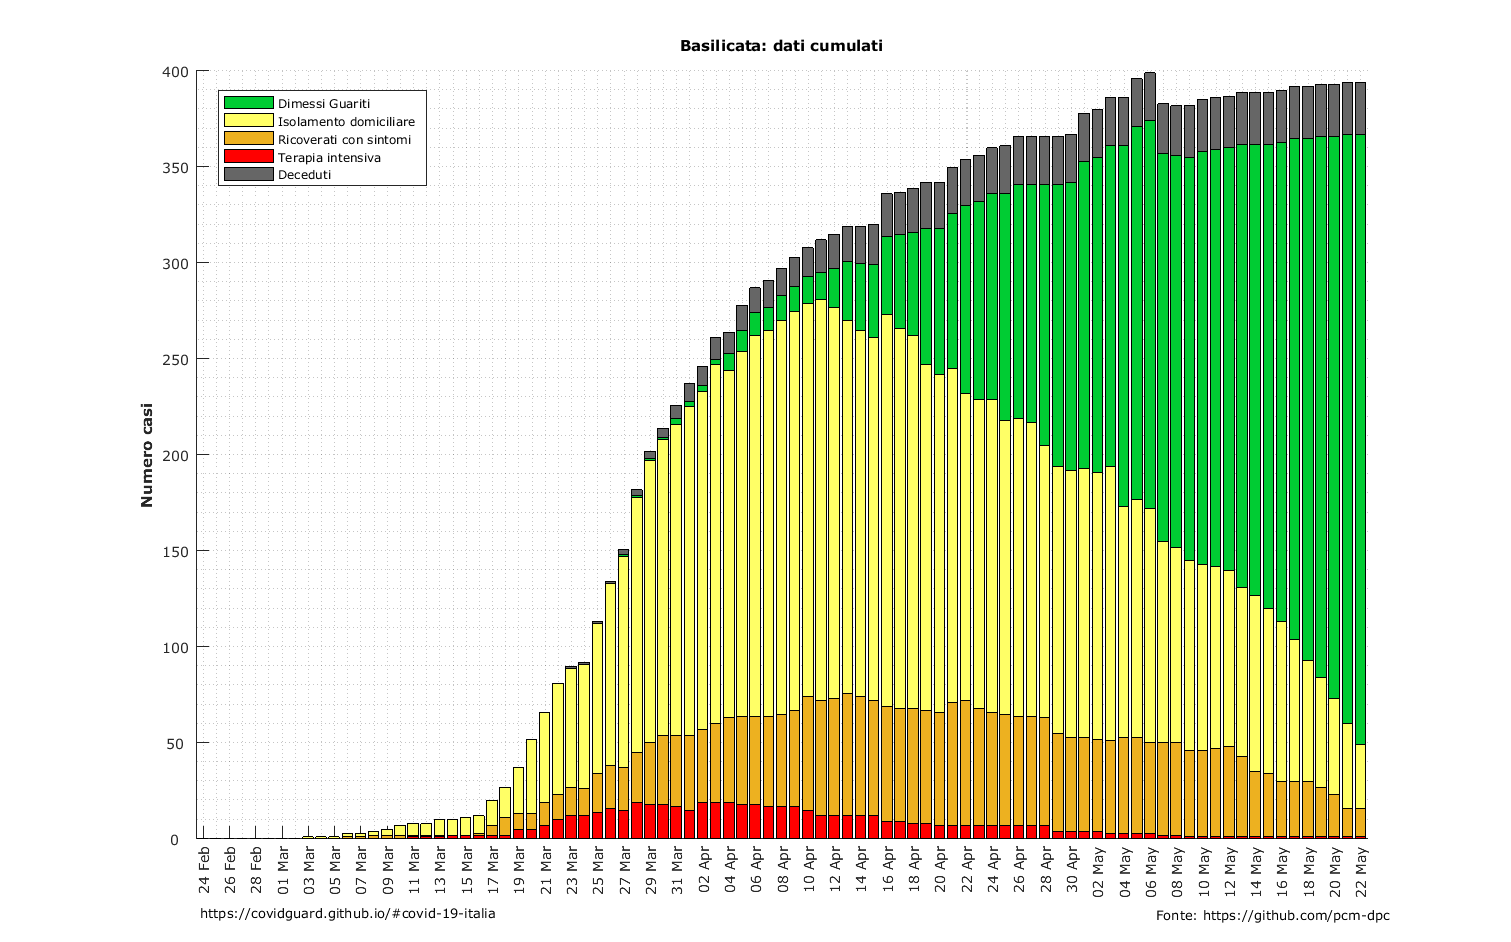 Basilicata: dati cumulati
400
350
300
250
200
150
100
50
0
Numero casi
Dimessi Guariti
Isolamento domiciliare
Ricoverati con sintomi
Terapia intensiva
Deceduti
24 Feb
26 Feb
28 Feb
01 Mar
03 Mar
05 Mar
07 Mar
09 Mar
11 Mar
13 Mar
15 Mar
17 Mar
19 Mar
21 Mar
23 Mar
25 Mar
27 Mar
29 Mar
31 Mar
02 Apr
04 Apr
06 Apr
08 Apr
10 Apr
12 Apr
14 Apr
16 Apr
18 Apr
20 Apr
22 Apr
24 Apr
26 Apr
28 Apr
30 Apr
02 May
04 May
06 May
08 May
10 May
12 May
14 May
16 May
18 May
20 May
22 May
https://covidguard.github.io/#covid-19-italia
Fonte: https://github.com/pcm-dpc